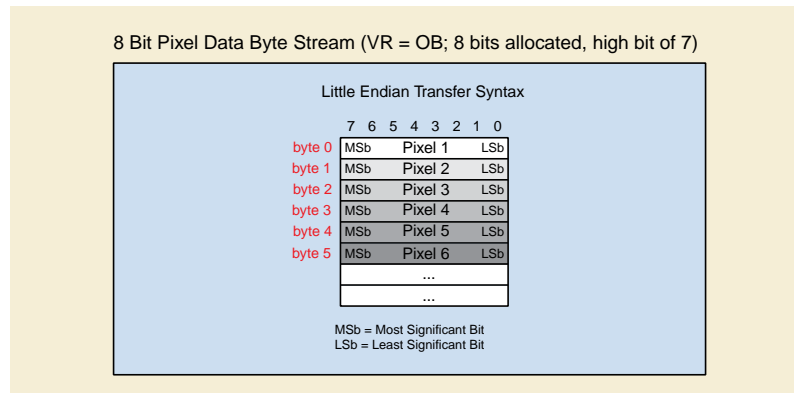 8 Bit Pixel Data Byte Stream (VR = OB; 8 bits allocated, high bit of 7)
Little Endian Transfer Syntax
7 6 5 4 3 2 1 0
byte 0 MSb Pixel 1 LSb
byte 1 MSb Pixel 2 LSb
byte 2 MSb Pixel 3 LSb
byte 3 MSb Pixel 4 LSb
byte 4 MSb Pixel 5 LSb
byte 5 MSb Pixel 6 LSb
...
...
MSb = Most Significant Bit
LSb = Least Significant Bit